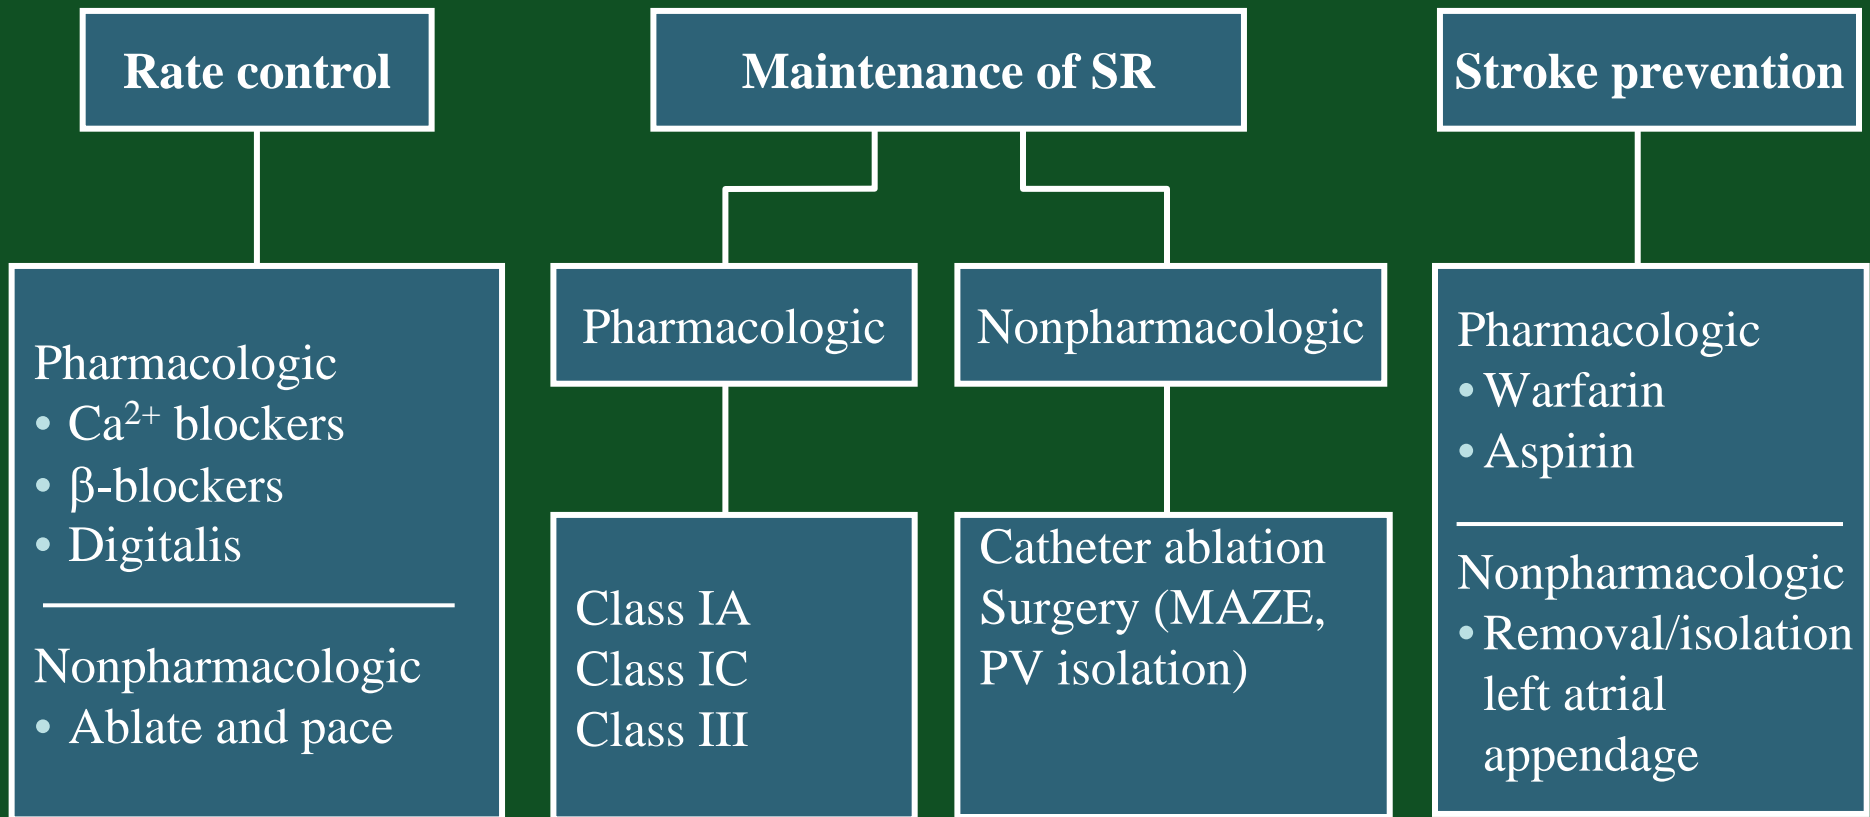 Rate control
Maintenance of SR
Stroke prevention
Pharmacologic
• Ca²⁺ blockers
• β-blockers
• Digitalis
Nonpharmacologic
• Ablate and pace
Pharmacologic
Class IA
Class IC
Class III
Nonpharmacologic
Catheter ablation
Surgery (MAZE,
PV isolation)
Pharmacologic
• Warfarin
• Aspirin
Nonpharmacologic
• Removal/isolation
left atrial
appendage